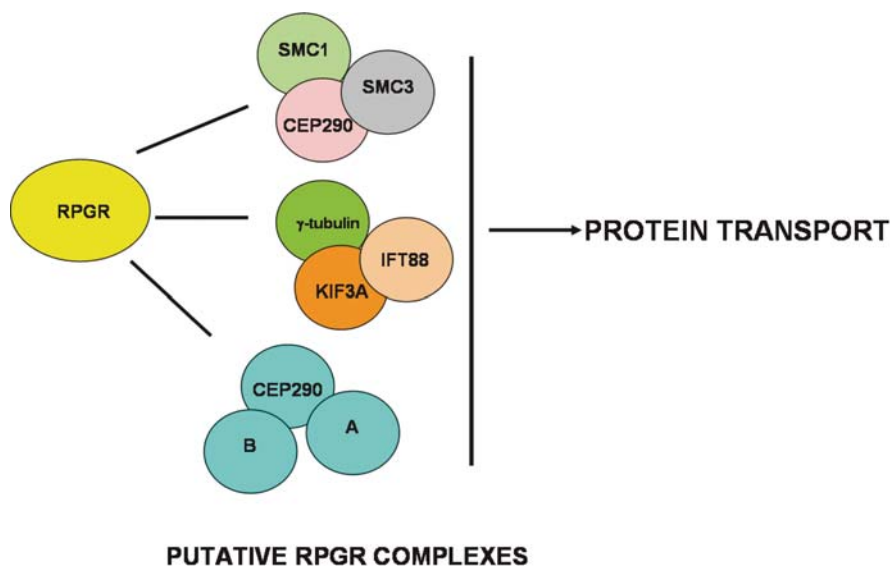 SMC1
SMC3
CEP290
RPGR
γ-tubulin
IFT88
KIF3A
PROTEIN TRANSPORT
CEP290
B
A
PUTATIVE RPGR COMPLEXES